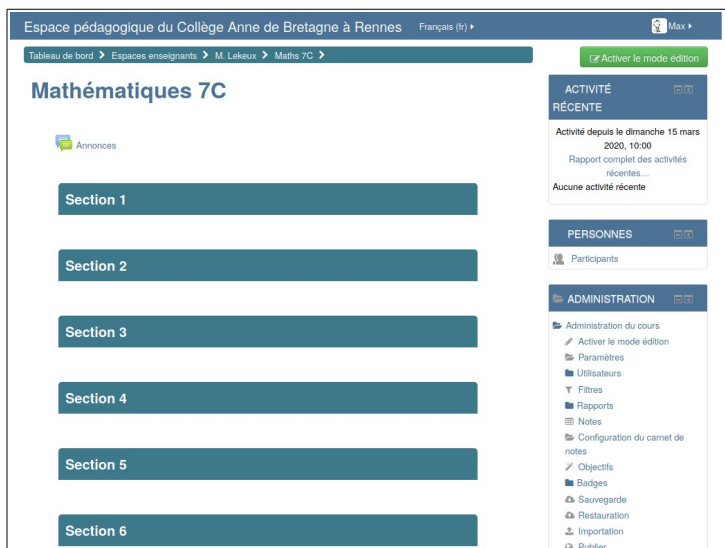 Espace pédagogique du Collège Anne de Bretagne à Rennes Français (fr) Max
Tableau de bord Espaces enseignants M. Lekeux Maths 7C
Activer le mode édition
Mathématiques 7C
Annonces
Section 1
Section 2
Section 3
Section 4
Section 5
Section 6
ACTIVITÉ
RÉCENTE
Activité depuis le dimanche 15 mars
2020, 10:00
Rapport complet des activités
récentes…
Aucune activité récente
PERSONNES
Participants
ADMINISTRATION
Administration du cours
Activer le mode édition
Paramètres
Utilisateurs
Filtres
Rapports
Notes
Configuration du carnet de
notes
Objectifs
Badges
Sauvegarde
Restauration
Importation
Publier